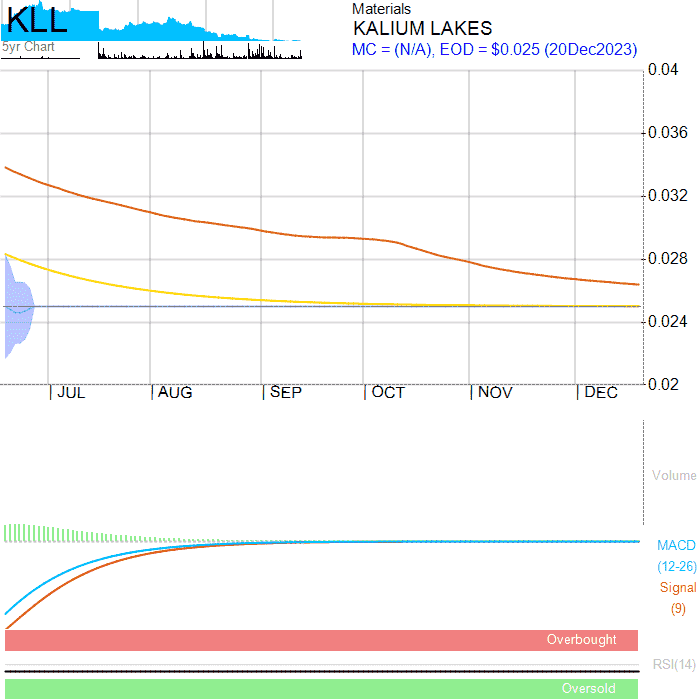 KLL
5yr Chart
Materials
KALIUM LAKES
MC = (N/A), EOD = $0.025 (20Dec2023)
0.04
0.036
0.032
0.028
0.024
0.02
JUL AUG SEP OCT NOV DEC
Volume
MACD
(12-26)
Signal
(9)
Overbought
RSI(14)
Oversold